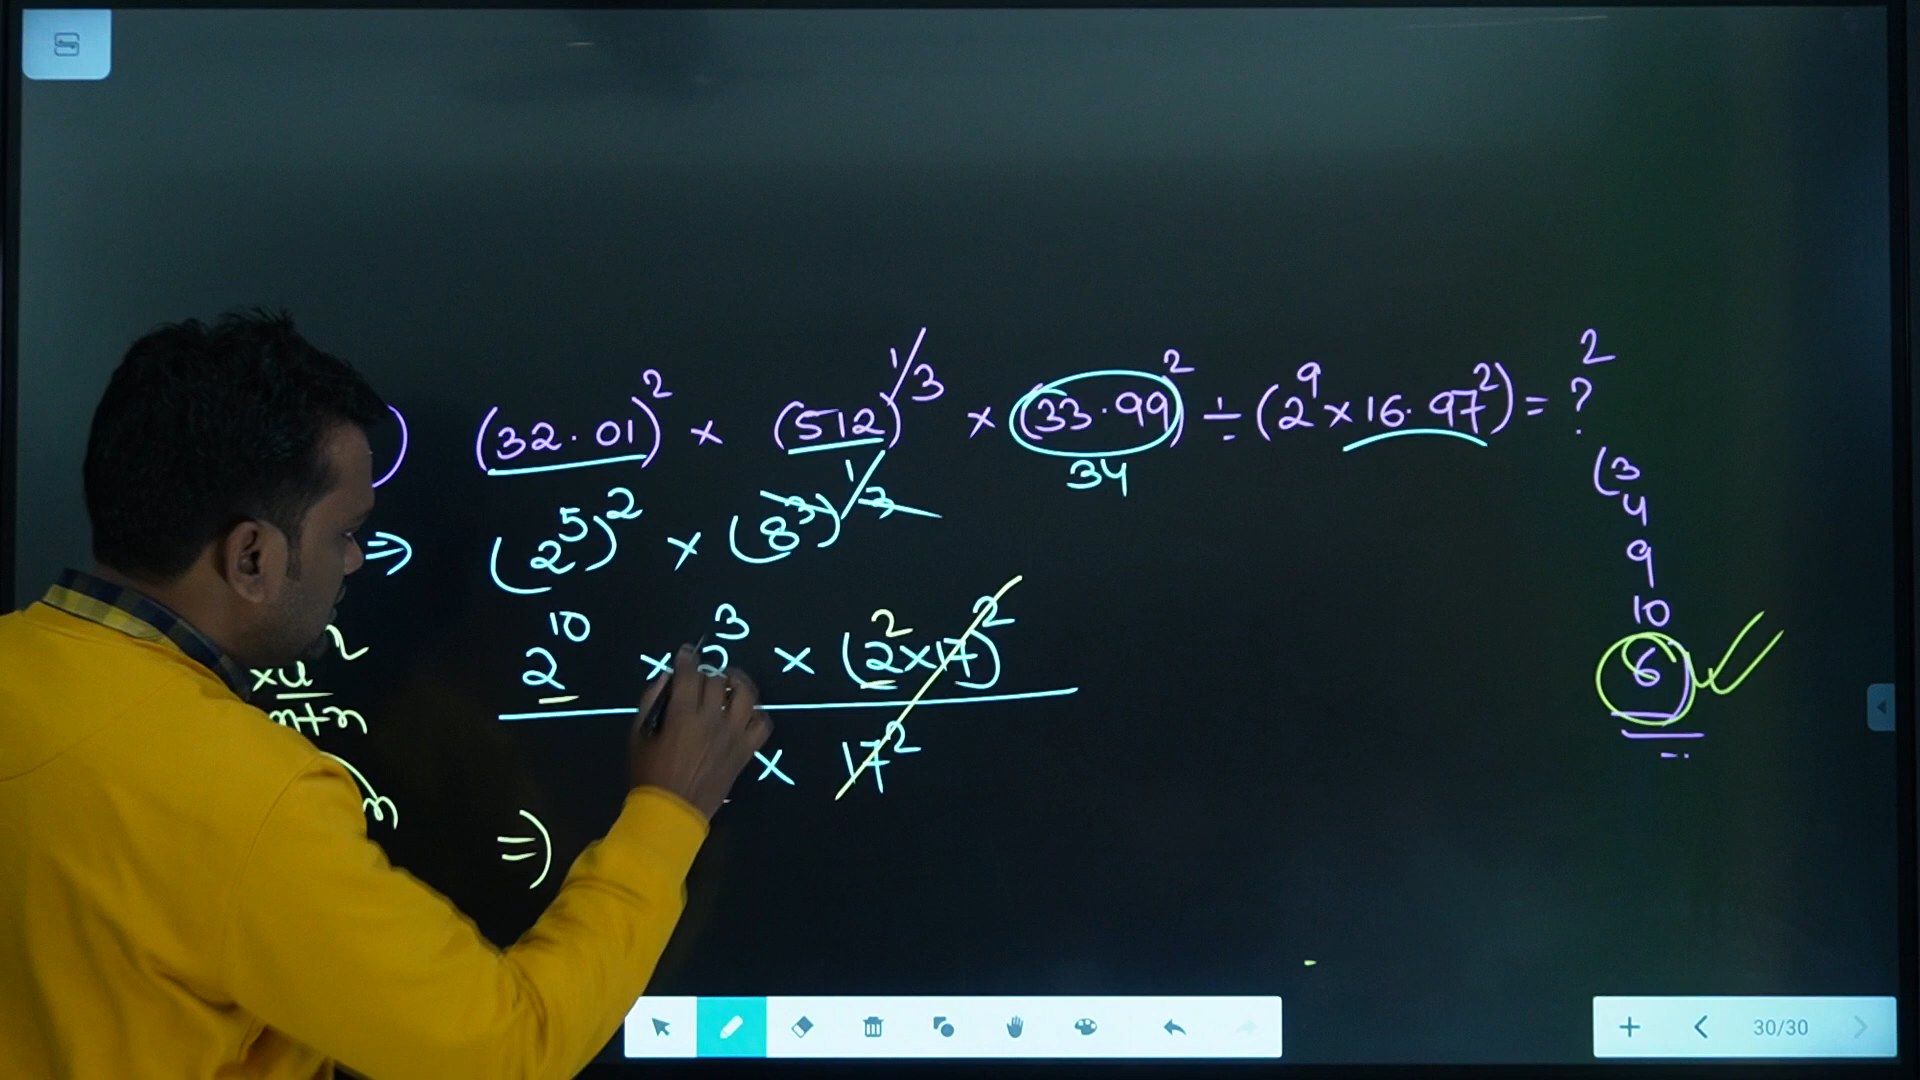 ) (32.01)² × (512)^1/3 × (33.99)² ÷ (2⁹ × 16.97²) = ?²
34
⇒ (2⁵)² × (8³)^1/3
2¹⁰ × 2³ × (2² × 17)²
× 17²
⇒
×
m+n
n
(3
4
9
10
6)
30/30